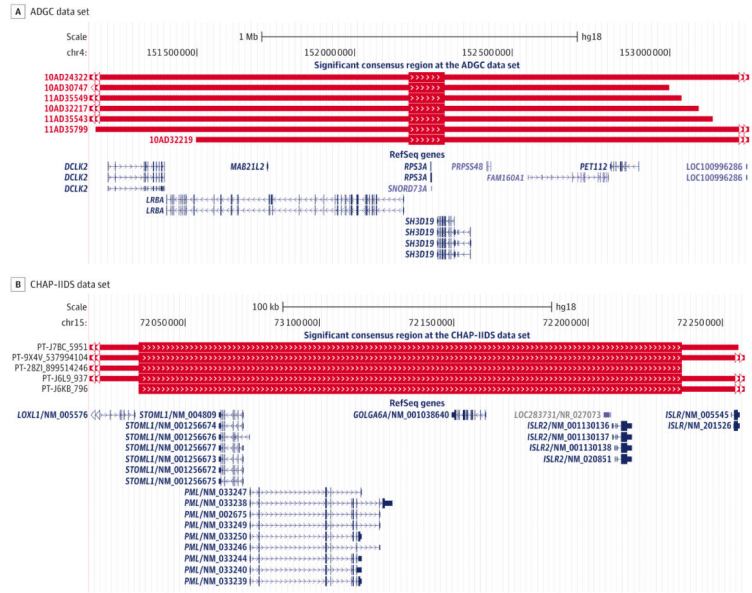 A ADGC data set
Scale 1 Mb hg18
chr4: 151500000 152000000 152500000 153000000
Significant consensus region at the ADGC data set
10AD24322
10AD30747
11AD35549
10AD32217
11AD35543
11AD35799
10AD32219
RefSeq genes
DCLK2 MAB21L2 RPS3A PRPSS48 PET112 LOC100996286
DCLK2 RPS3A FAM160A1 LOC100996286
DCLK2 SNORD73A
LRBA
LRBA
SH3D19
SH3D19
SH3D19
SH3D19
B CHAP-IIDS data set
Scale 100 kb hg18
chr15: 72050000 73100000 72150000 72200000 72250000
Significant consensus region at the CHAP-IIDS data set
PT-J7BC_5951
PT-9X4V_537994104
PT-28ZI_899514246
PT-J6L9_937
PT-J6KB_796
RefSeq genes
LOXL1/NM_005576 STOML1/NM_004809 GOLGA6A/NM_001038640 LOC283731/NR_027073 ISLR/NM_005545
STOML1/NM_001256674 ISLR2/NM_001130136 ISLR/NM_201526
STOML1/NM_001256676 ISLR2/NM_001130137
STOML1/NM_001256677 ISLR2/NM_001130138
STOML1/NM_001256673 ISLR2/NM_020851
STOML1/NM_001256672
STOML1/NM_001256675
PML/NM_033247
PML/NM_033238
PML/NM_002675
PML/NM_033249
PML/NM_033250
PML/NM_033246
PML/NM_033244
PML/NM_033240
PML/NM_033239